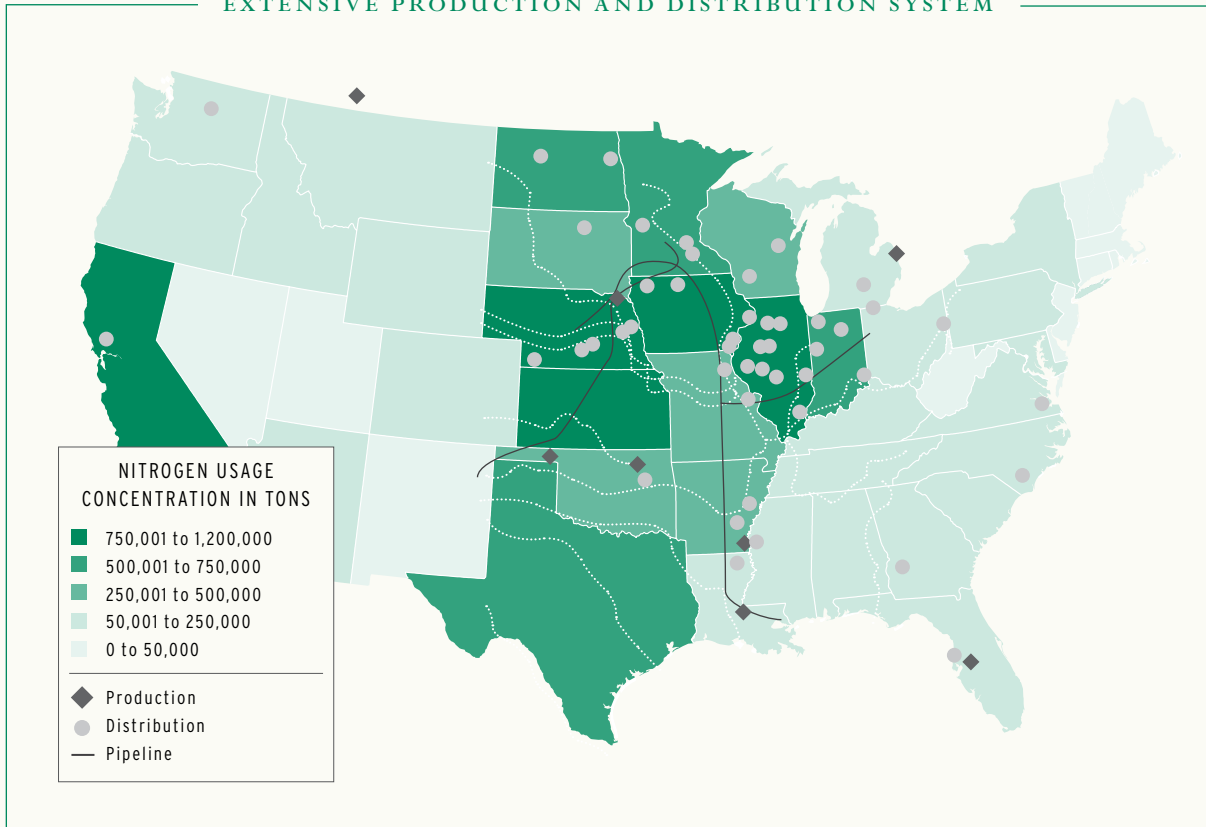 EXTENSIVE PRODUCTION AND DISTRIBUTION SYSTEM
NITROGEN USAGE
CONCENTRATION IN TONS
750,001 to 1,200,000
500,001 to 750,000
250,001 to 500,000
50,001 to 250,000
0 to 50,000
Production
Distribution
Pipeline